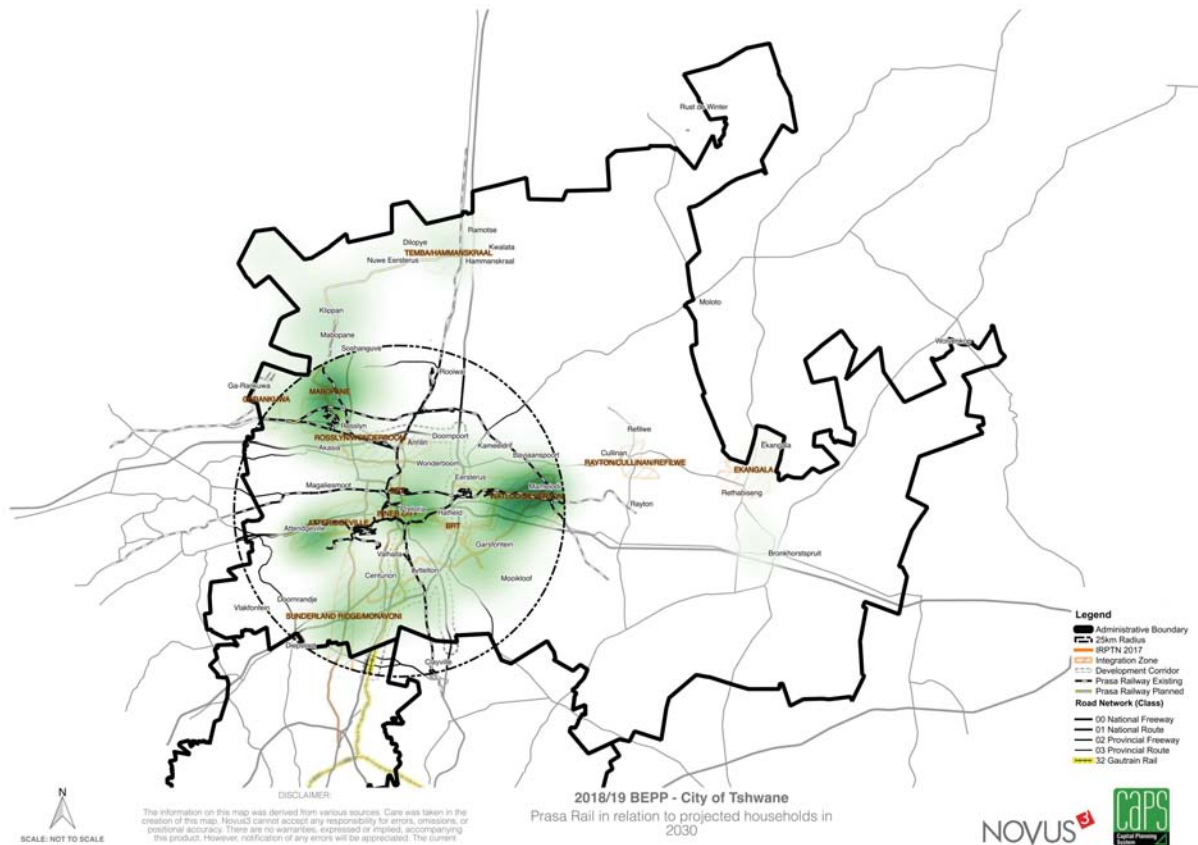 Rust de Winter
Ramotse
Dilopye
Kwalata
TEMBA/HAMMANSKRAAL
Nuwe Eersterus
Hammanskraal
Moloto
Klippan
Mabopane
Soshanguve
Rooiwal
Ga-Rankuwa
MABOPANE
Rosslyn
Akasia
Annlin
Doornpoort
Kameeldrif
Refilwe
Baviaanspoort
Cullinan
Ekangala
Wonderboom
RAYTON/CULLINAN/REFILWE
EKANGALA
Eersterus
Magaliesmoot
Mamelodi
Rethabiseng
Rayton
Hatfield
Atteridgeville
BRT
Garsfontein
Valhalla
Bronkhorstspruit
Centurion
Lyttelton
Mooikloof
Doornrandje
Vlakfontein
SUNDERLAND RIDGE/MONAVONI
Diepsloot
Clayville
Legend
Administrative Boundary
25km Radius
IRPTN 2017
Integration Zone
Development Corridor
Prasa Railway Existing
Prasa Railway Planned
Road Network (Class)
00 National Freeway
01 National Route
02 Provincial Freeway
03 Provincial Route
32 Gautrain Rail
N
SCALE: NOT TO SCALE
DISCLAIMER:
The information on this map was derived from various sources. Care was taken in the
creation of this map. Novus3 cannot accept any responsibility for errors, omissions, or
positional accuracy. There are no warranties, expressed or implied, accompanying
this product. However, notification of any errors will be appreciated. The current
2018/19 BEPP - City of Tshwane
Prasa Rail in relation to projected households in
2030
NOVUS3
CAPS
Capital Planning
System